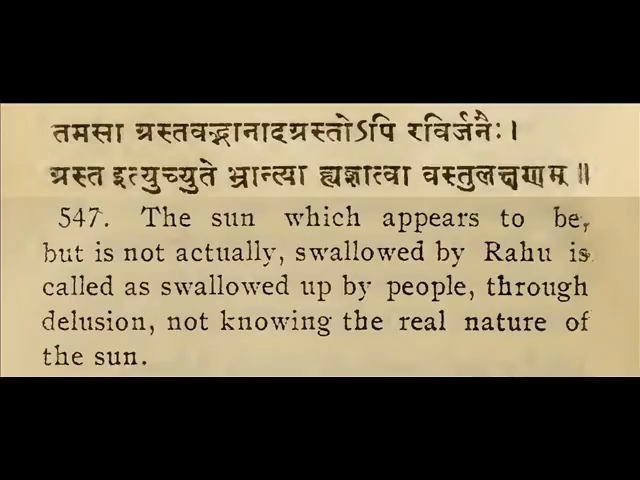 तमसा ग्रस्तवद्भानादग्रस्तोऽपि रविर्जनैः।
ग्रस्त इत्युच्युते भ्रान्त्या ह्यज्ञात्वा वस्तुलक्षणम् ॥
547. The sun which appears to be,
but is not actually, swallowed by Rahu is
called as swallowed up by people, through
delusion, not knowing the real nature of
the sun.